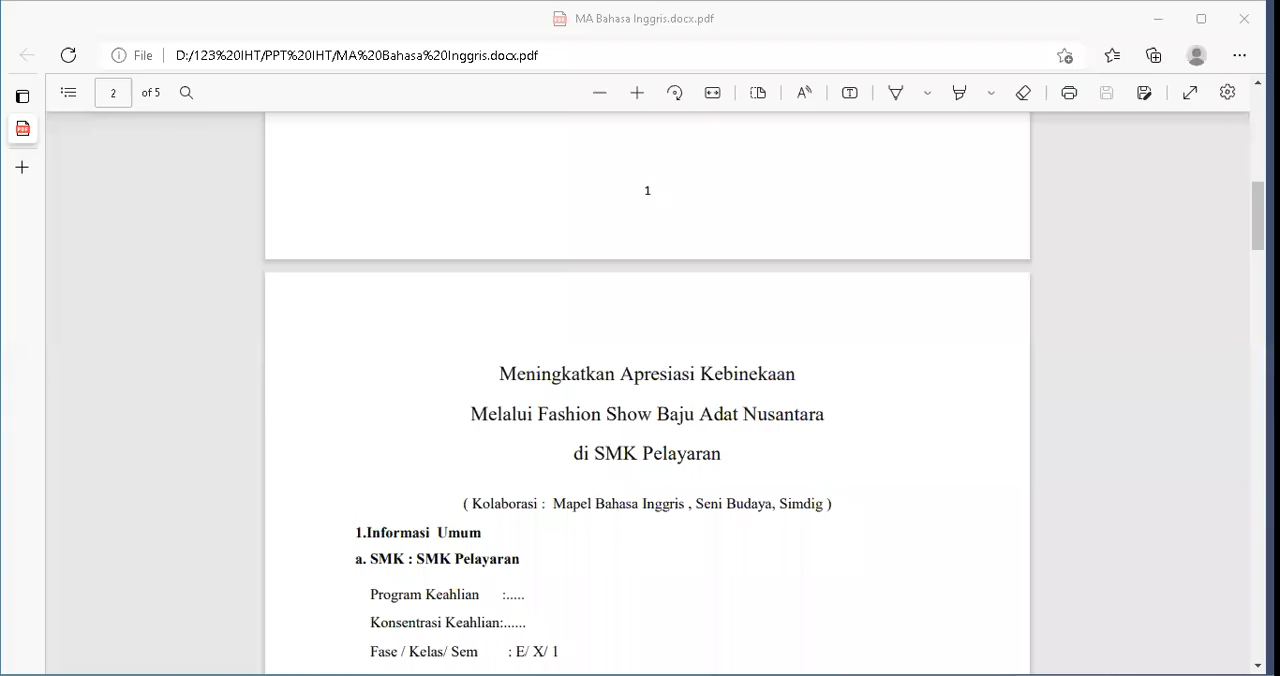 MA Bahasa Inggris.docx.pdf
File
D:/123%20IHT/PPT%20IHT/MA%20Bahasa%20Inggris.docx.pdf
2 of 5
1
Meningkatkan Apresiasi Kebinekaan
Melalui Fashion Show Baju Adat Nusantara
di SMK Pelayaran
( Kolaborasi : Mapel Bahasa Inggris , Seni Budaya, Simdig )
1.Informasi Umum
a. SMK : SMK Pelayaran
Program Keahlian :.....
Konsentrasi Keahlian:......
Fase / Kelas/ Sem : E/ X/ 1